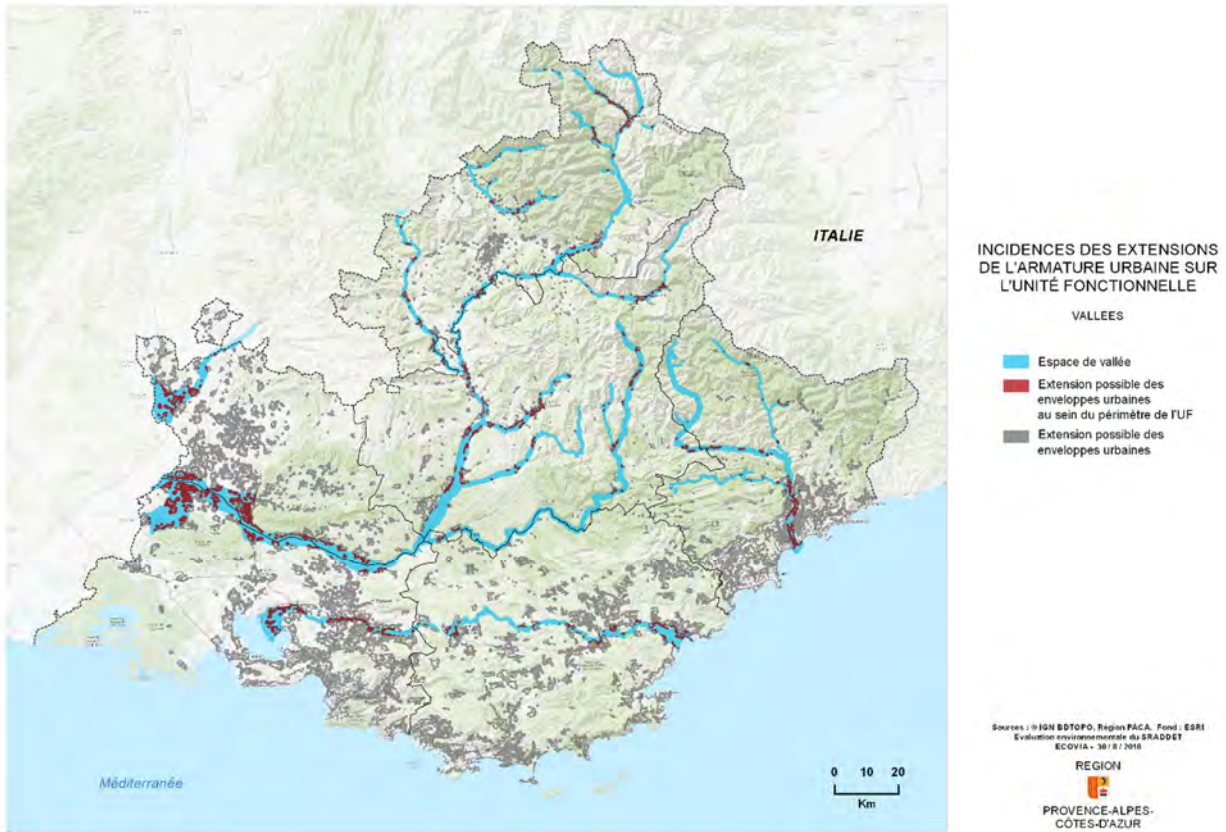 ITALIE
Méditerranée
0 10 20
Km
INCIDENCES DES EXTENSIONS
DE L'ARMATURE URBAINE SUR
L'UNITÉ FONCTIONNELLE
VALLEES
Espace de vallée
Extension possible des
enveloppes urbaines
au sein du périmètre de l'UF
Extension possible des
enveloppes urbaines
Sources : © IGN BDTOPO, Région PACA, Fond : ESRI
Evaluation environnementale du SRADDET
ECOVIA - 30 / 8 / 2018
REGION
PROVENCE-ALPES-
CÔTES-D'AZUR